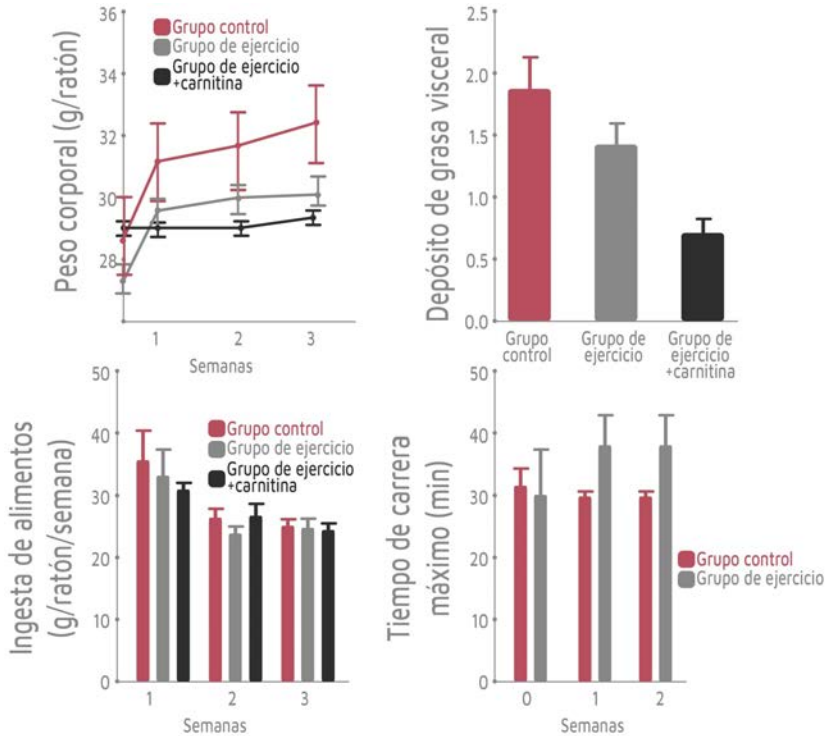 Peso corporal (g/ratón)
36
34
32
30
28
Grupo control
Grupo de ejercicio
Grupo de ejercicio
+carnitina
1
2
3
Semanas
Depósito de grasa visceral
2.5
2.0
1.5
1.0
0.5
0.0
Grupo
control
Grupo de
ejercicio
Grupo de
ejercicio
+carnitina
Ingesta de alimentos
(g/ratón/semana)
50
40
30
20
10
0
Grupo control
Grupo de ejercicio
Grupo de ejercicio
+carnitina
1
2
3
Semanas
Tiempo de carrera
máximo (min)
50
40
30
20
10
0
Grupo control
Grupo de ejercicio
0
1
2
Semanas